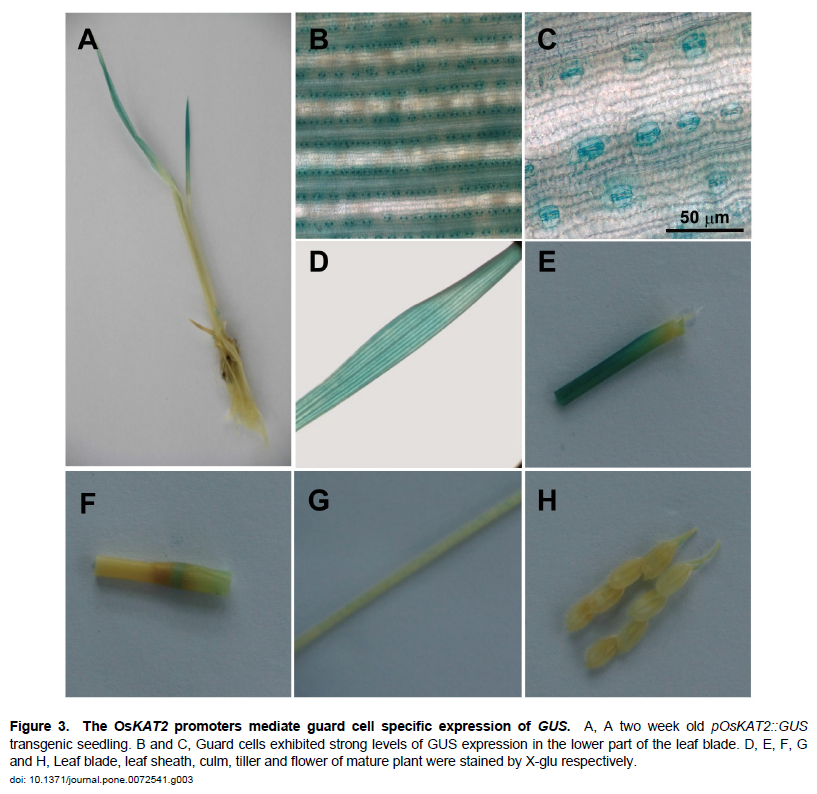 A
B
C
50 μm
D
E
F
G
H
Figure 3. The OsKAT2 promoters mediate guard cell specific expression of GUS. A, A two week old pOsKAT2::GUS
transgenic seedling. B and C, Guard cells exhibited strong levels of GUS expression in the lower part of the leaf blade. D, E, F, G
and H, Leaf blade, leaf sheath, culm, tiller and flower of mature plant were stained by X-glu respectively.
doi: 10.1371/journal.pone.0072541.g003